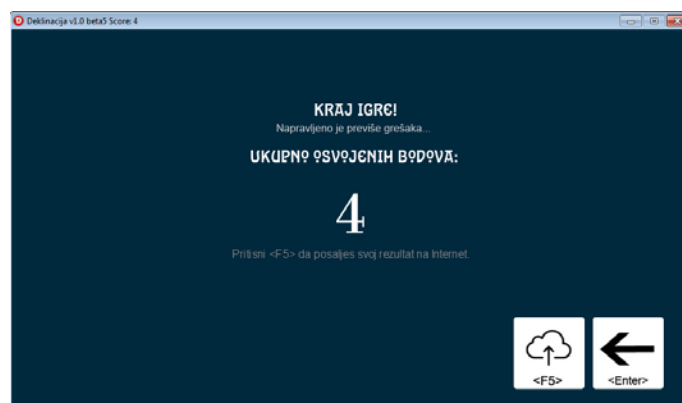 Deklinacija v1.0 beta5 Score: 4
KRAJ IGRE!
Napravljeno je previše grešaka...
UKUPNO OSVOJENIH BODOVA:
4
Pritisni <F5> da posaljes svoj rezultat na Internet.
<F5>
<Enter>